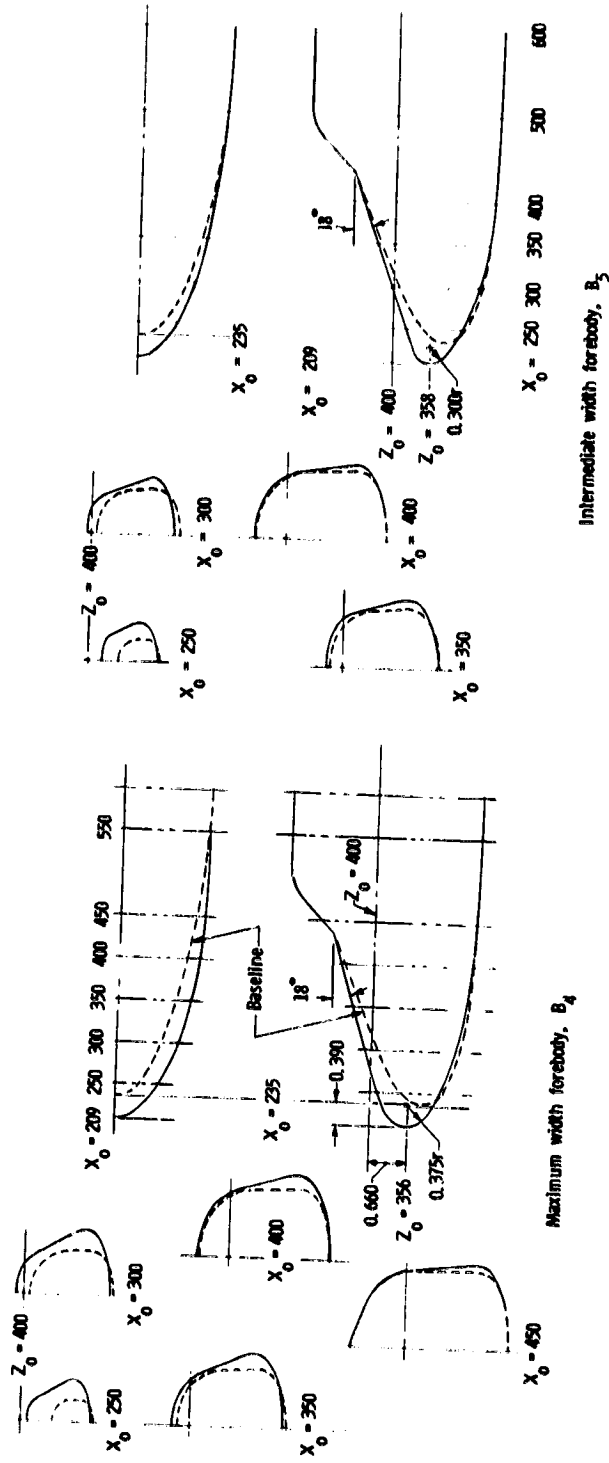 Z₀ = 400
X₀ = 250
X₀ = 300
X₀ = 350
X₀ = 400
X₀ = 450
X₀ = 209 250 300 350 400 450 550
Baseline
X₀ = 235
0.390
18°
Z₀ = 400
0.660
Z₀ = 356
0.375r
Maximum width forebody, B₄
Z₀ = 400
X₀ = 250
X₀ = 300
X₀ = 350
X₀ = 400
X₀ = 235
X₀ = 209
18°
Z₀ = 400
Z₀ = 358
0.300r
X₀ = 250 300 350 400 500 600
Intermediate width forebody, B₅